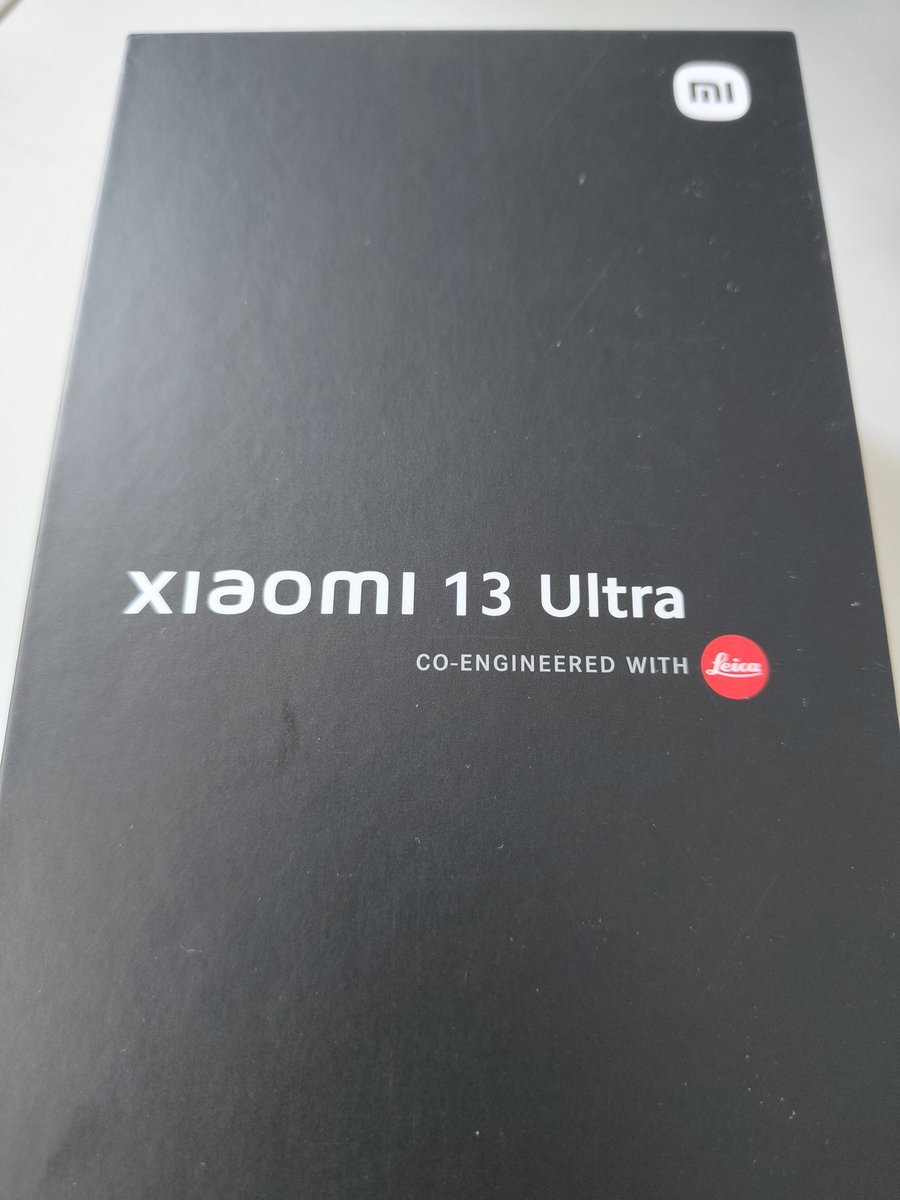 mi
xiaomi 13 Ultra
CO-ENGINEERED WITH Leica